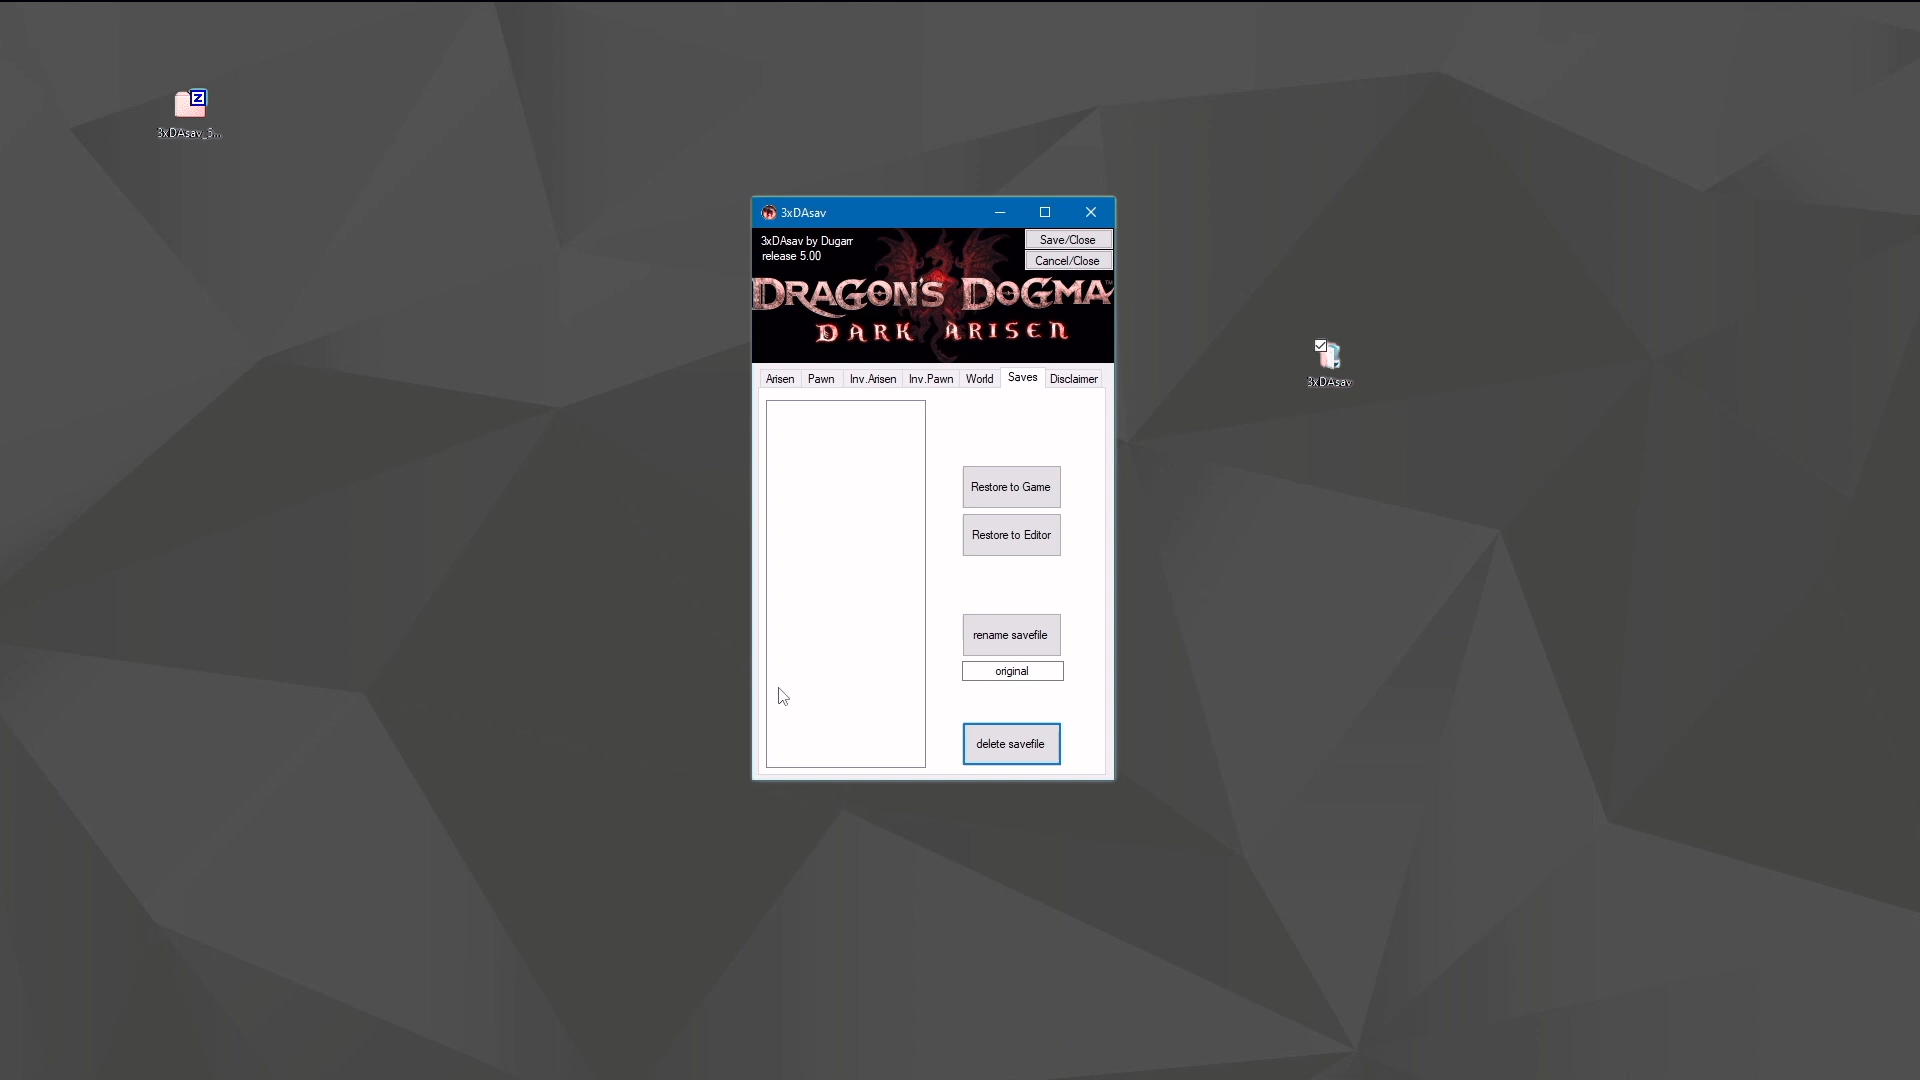 3xDAsav_5...
3xDAsav
3xDAsav by Dugarr
release 5.00
Save/Close
Cancel/Close
DRAGON'S DOGMA™
DARK ARISEN
Arisen Pawn Inv.Arisen Inv.Pawn World Saves Disclaimer
3xDAsav
Restore to Game
Restore to Editor
rename savefile
original
delete savefile